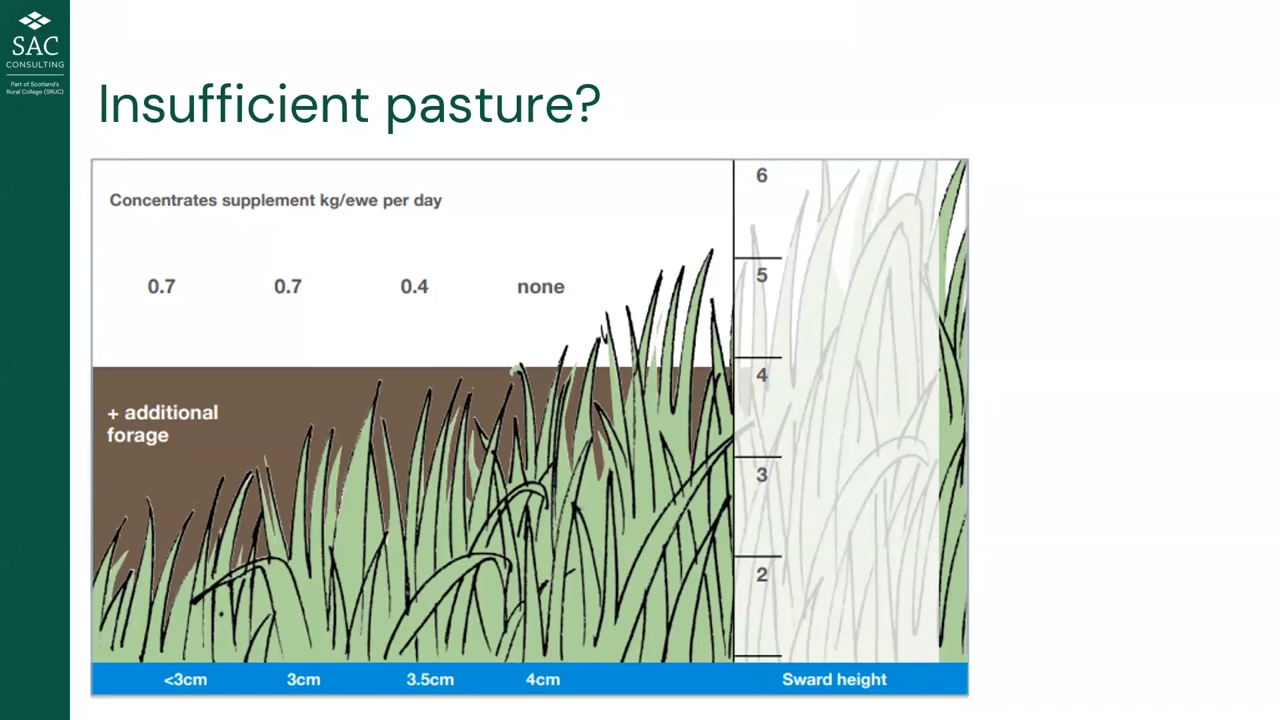 SAC
CONSULTING
Part of Scotland's
Rural College (SRUC)
Insufficient pasture?
Concentrates supplement kg/ewe per day
0.7 0.7 0.4 none
+ additional
forage
6
5
4
3
2
<3cm 3cm 3.5cm 4cm Sward height